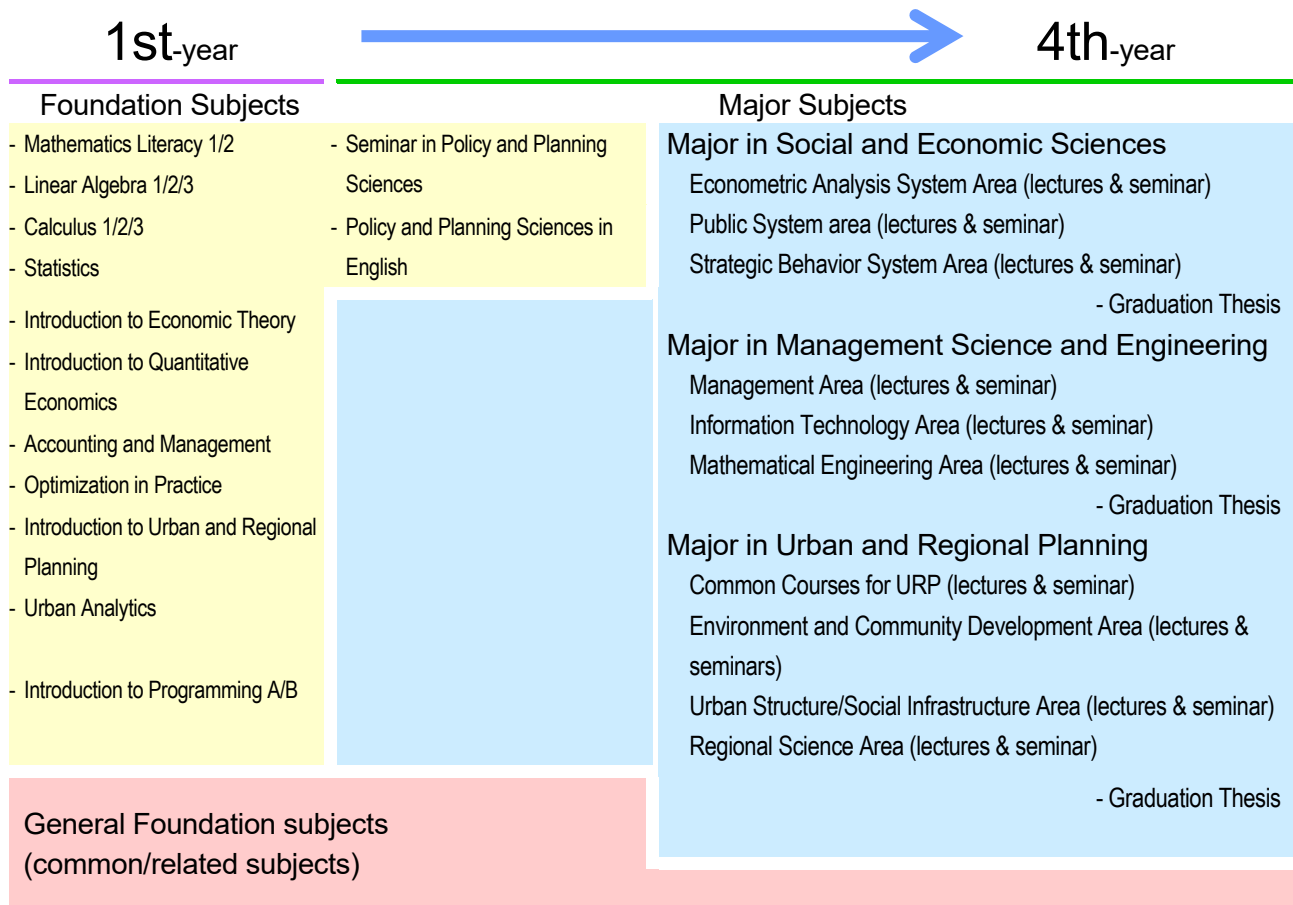 1st-year
4th-year
Foundation Subjects
Major Subjects
- Mathematics Literacy 1/2
- Linear Algebra 1/2/3
- Calculus 1/2/3
- Statistics
- Introduction to Economic Theory
- Introduction to Quantitative
Economics
- Accounting and Management
- Optimization in Practice
- Introduction to Urban and Regional
Planning
- Urban Analytics
- Introduction to Programming A/B
- Seminar in Policy and Planning
Sciences
- Policy and Planning Sciences in
English
Major in Social and Economic Sciences
Econometric Analysis System Area (lectures & seminar)
Public System area (lectures & seminar)
Strategic Behavior System Area (lectures & seminar)
- Graduation Thesis
Major in Management Science and Engineering
Management Area (lectures & seminar)
Information Technology Area (lectures & seminar)
Mathematical Engineering Area (lectures & seminar)
- Graduation Thesis
Major in Urban and Regional Planning
Common Courses for URP (lectures & seminar)
Environment and Community Development Area (lectures &
seminars)
Urban Structure/Social Infrastructure Area (lectures & seminar)
Regional Science Area (lectures & seminar)
- Graduation Thesis
General Foundation subjects
(common/related subjects)